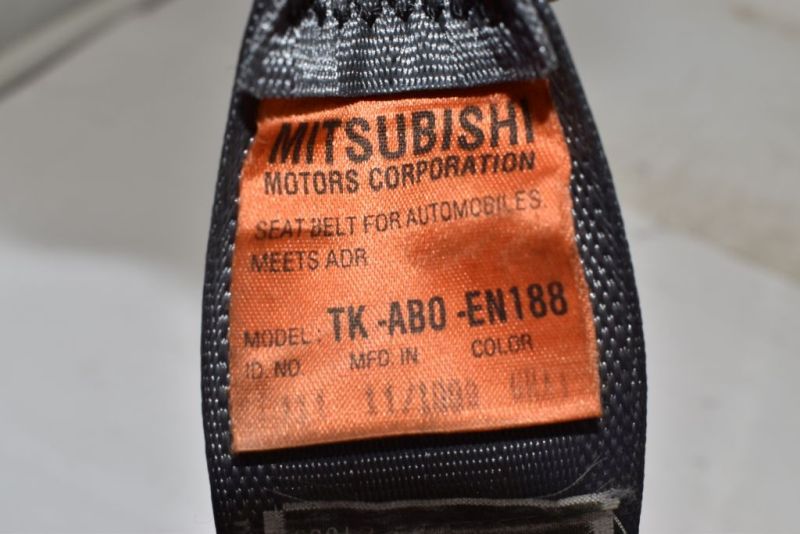 MITSUBISHI
MOTORS CORPORATION
SEAT BELT FOR AUTOMOBILES
MEETS ADR
MODEL: TK-AB0-EN188
ID. NO. MFD. IN COLOR